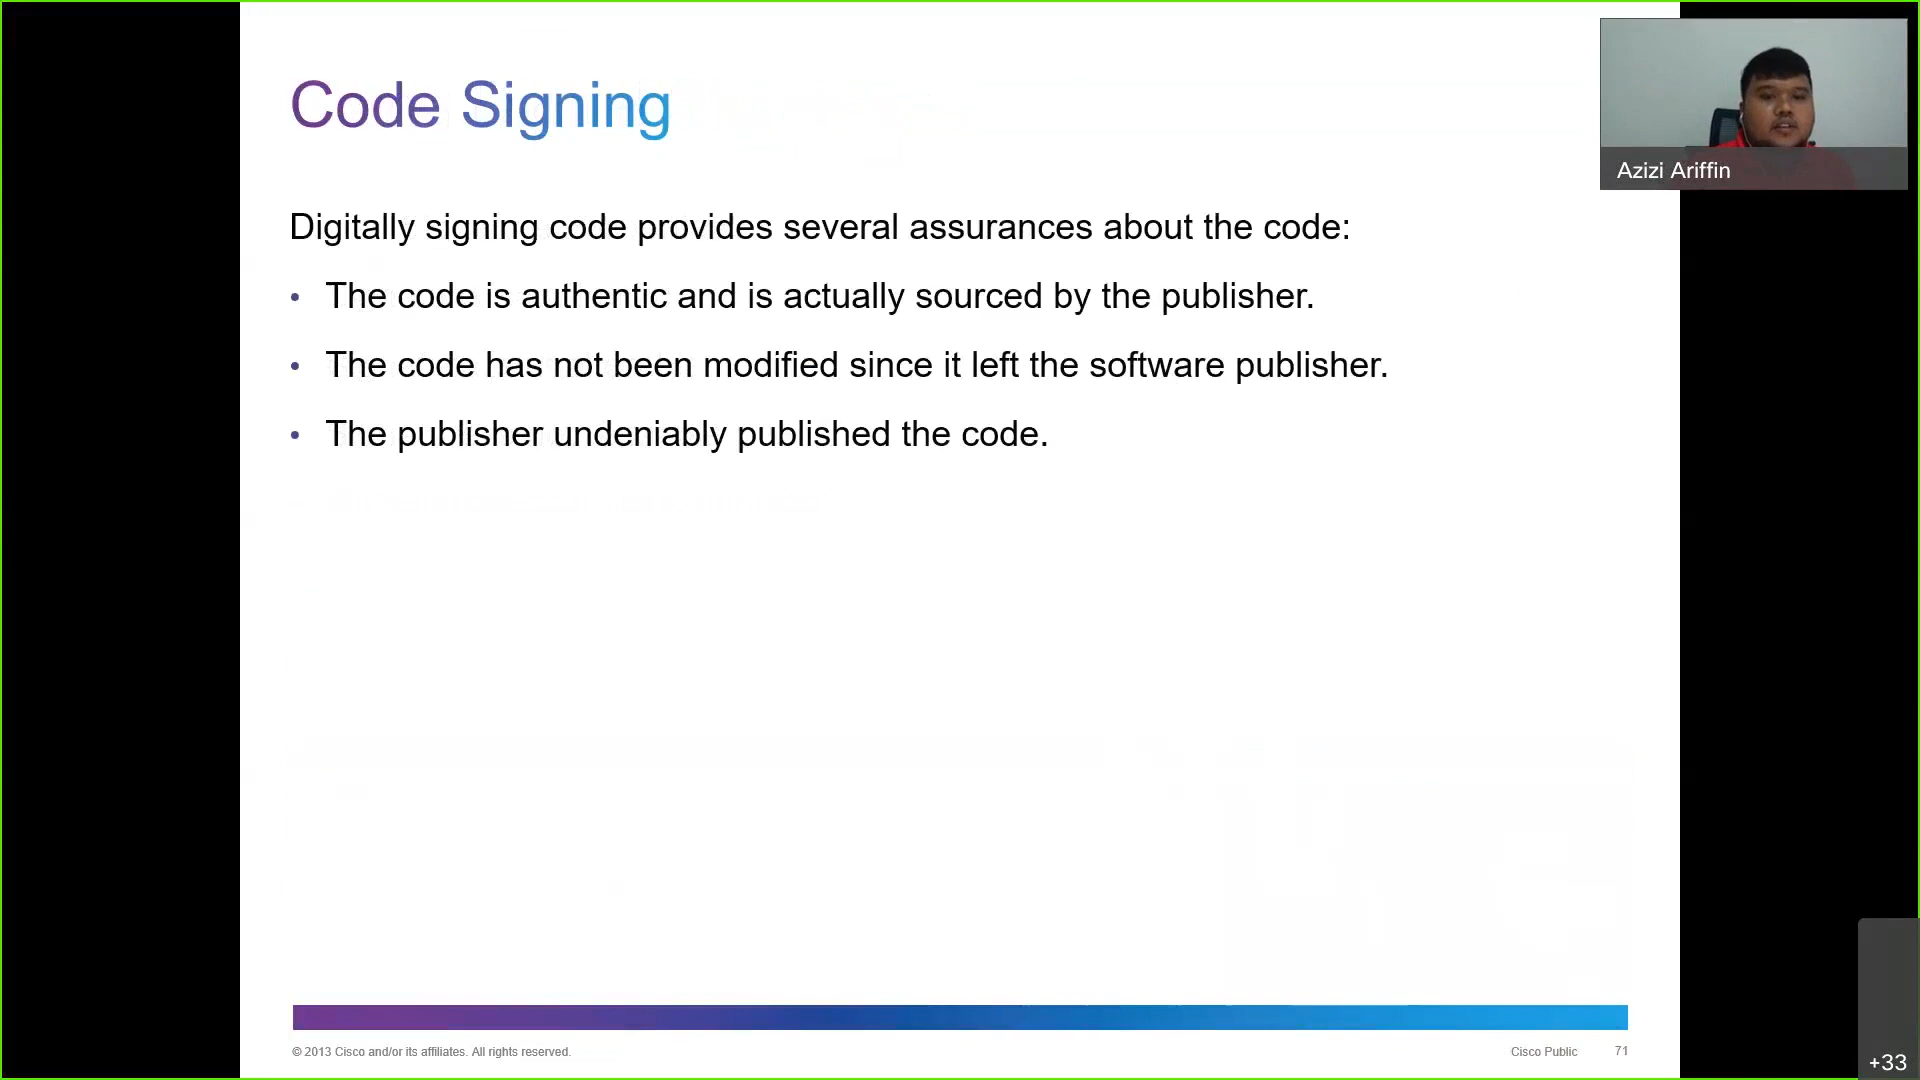 Code Signing
Azizi Ariffin
Digitally signing code provides several assurances about the code:
• The code is authentic and is actually sourced by the publisher.
• The code has not been modified since it left the software publisher.
• The publisher undeniably published the code.
© 2013 Cisco and/or its affiliates. All rights reserved.
Cisco Public 71
+33